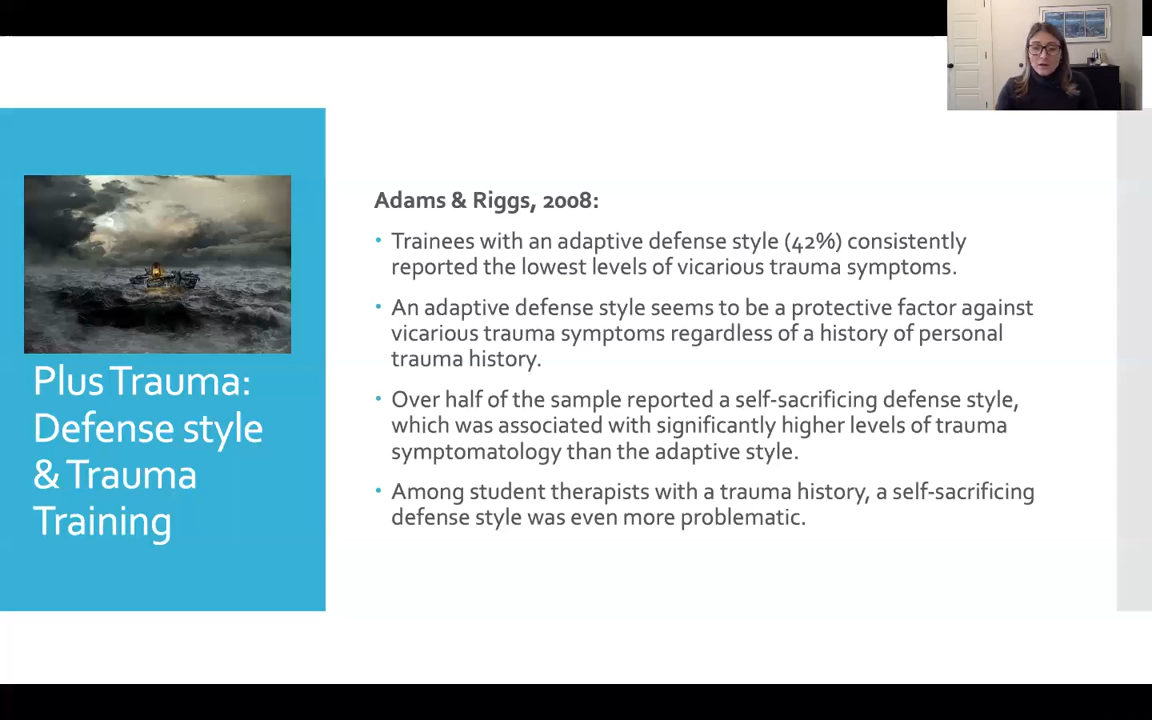 Plus Trauma:
Defense style
& Trauma
Training
Adams & Riggs, 2008:
• Trainees with an adaptive defense style (42%) consistently
reported the lowest levels of vicarious trauma symptoms.
• An adaptive defense style seems to be a protective factor against
vicarious trauma symptoms regardless of a history of personal
trauma history.
• Over half of the sample reported a self-sacrificing defense style,
which was associated with significantly higher levels of trauma
symptomatology than the adaptive style.
• Among student therapists with a trauma history, a self-sacrificing
defense style was even more problematic.